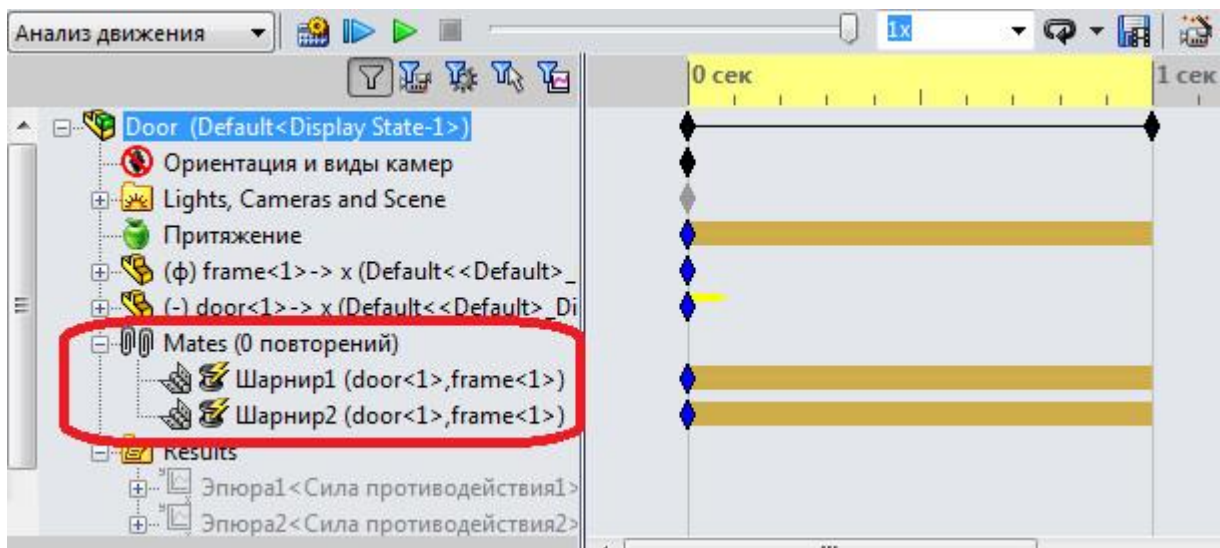 Анализ движения 1x
0 сек 1 сек
Door (Default<Display State-1>)
Ориентация и виды камер
Lights, Cameras and Scene
Притяжение
(ф) frame<1>-> x (Default<<Default>_
(-) door<1>-> x (Default<<Default>_Di
Mates (0 повторений)
Шарнир1 (door<1>,frame<1>)
Шарнир2 (door<1>,frame<1>)
Results
Эпюра1<Сила противодействия1>
Эпюра2<Сила противодействия2>